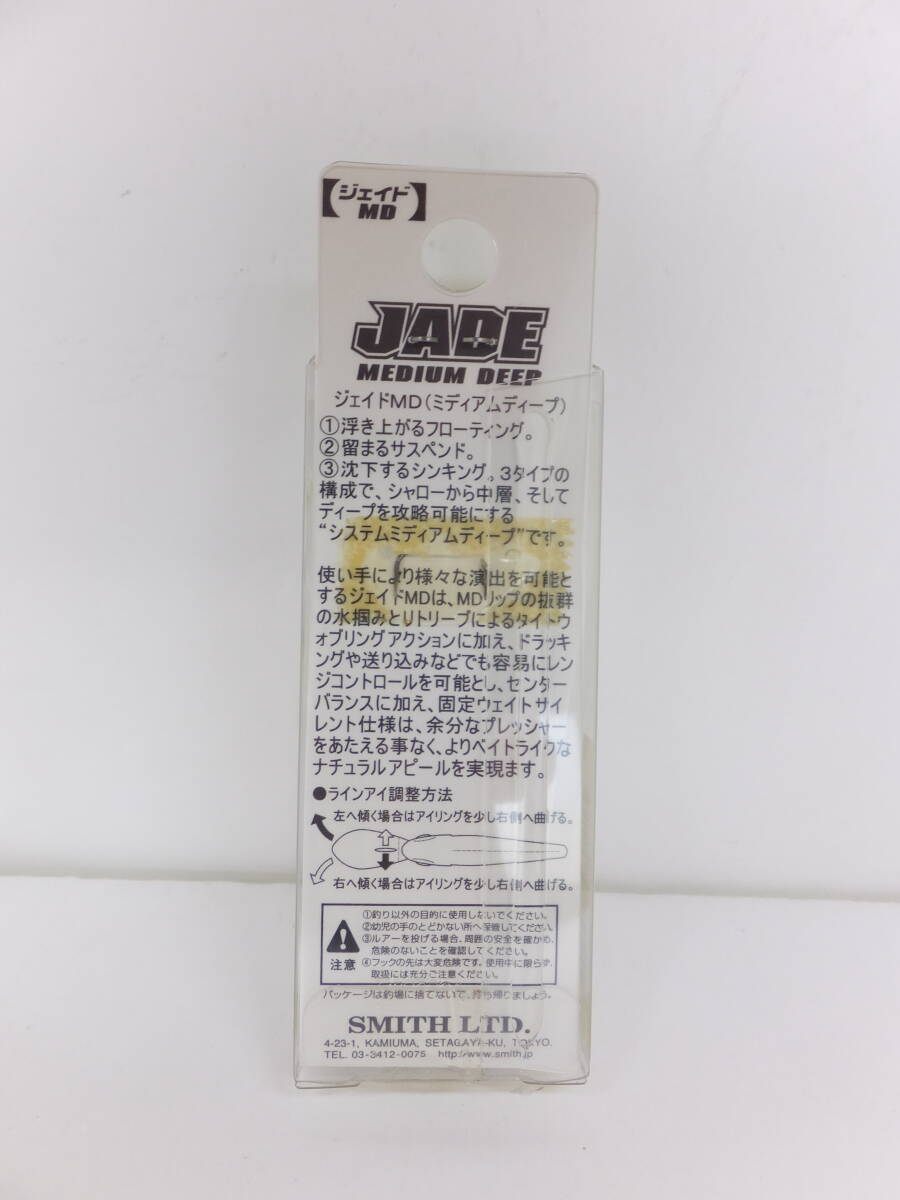 【ジェイド
MD】
JADE
MEDIUM DEEP
ジェイドMD(ミディアムディープ)
①浮き上がるフローティング。
②留まるサスペンド。
③沈下するシンキング。3タイプの
構成で、シャローから中層、そして
ディープを攻略可能にする
“システムミディアムディープ”です。
使い手により様々な演出を可能と
するジェイドMDは、MDリップの抜群
の水掴みとリトリーブによるタイトウ
ォブリングアクションに加え、ドラッキ
ングや送り込みなどでも容易にレン
ジコントロールを可能とし、センター
バランスに加え、固定ウェイトサイ
レント仕様は、余分なプレッシャー
をあたえる事なく、よりベイトライクな
ナチュラルアピールを実現ます。
●ラインアイ調整方法
左へ傾く場合はアイリングを少し右側へ曲げる。
右へ傾く場合はアイリングを少し右側へ曲げる。
注意
①釣り以外の目的に使用しないでください。
②幼児の手のとどかない所へ保管してください。
③ルアーを投げる場合、周囲の安全を確かめ、
危険のないことを確認してください。
④フックの先は大変危険です。使用中に限らず、
取扱には充分ご注意ください。
パッケージは釣場に捨てないで、持ち帰りましょう。
SMITH LTD.
4-23-1, KAMIUMA, SETAGAYA-KU, TOKYO.
TEL. 03-3412-0075 http://www.smith.jp